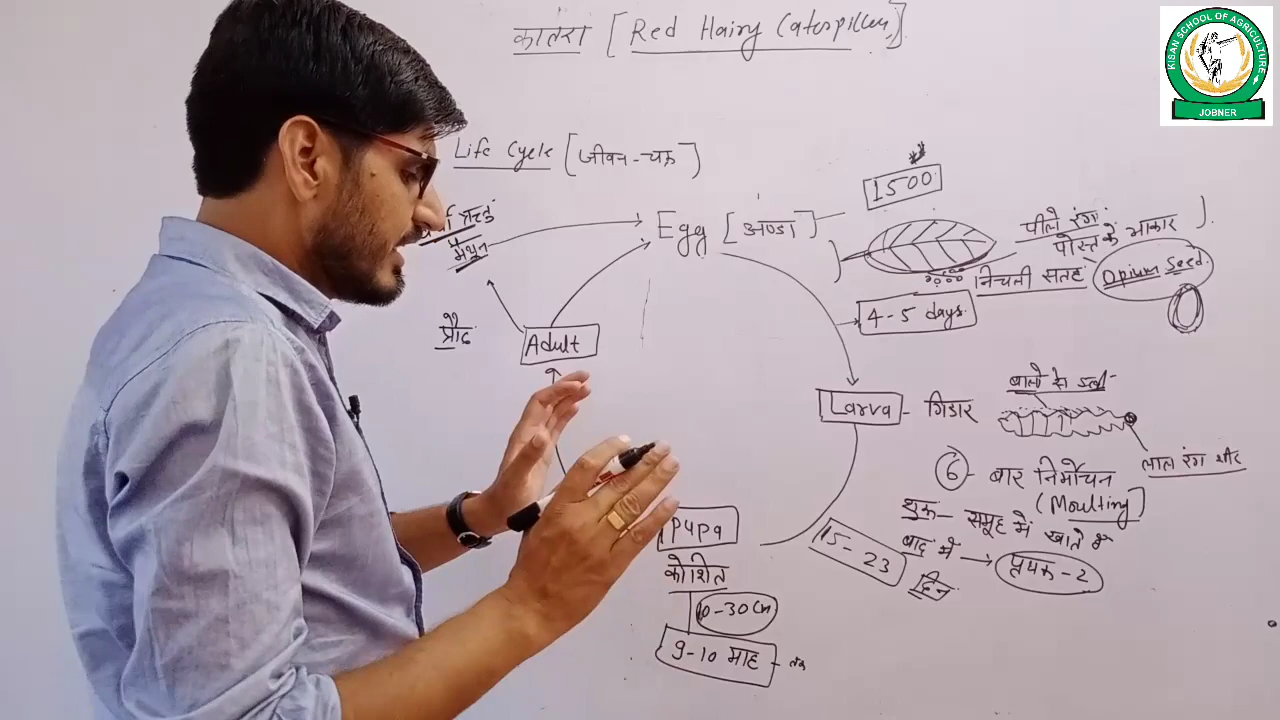 कातरा [Red Hairy Caterpillar]
KISAN SCHOOL OF AGRICULTURE
JOBNER
Life Cycle [जीवन-चक्र]
1500
Egg [अण्डा]
पीले रंग
पोस्त के आकार
निचली सतह
Opium Seed
मैथुन
4-5 days
प्रौढ
Adult
Larva - गिडार
बालो से ढकी
लाल रंग शीर्ष
6 - बार निर्मोचन
(Moulting]
शुरू - समूह में खाते है
बाद में → पृथक - 2
15-23
दिन
Pupa
कोशित
10-30 cm
9-10 माह - तक